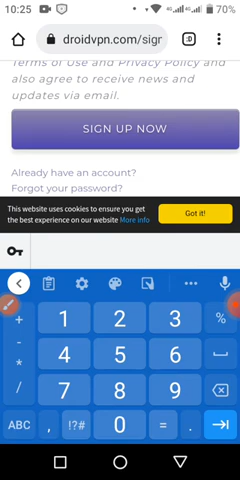 10:25
4G 4G 70%
droidvpn.com/sigr
:D
Terms of Use and Privacy Policy and
also agree to receive news and
updates via email.
SIGN UP NOW
Already have an account?
Forgot your password?
This website uses cookies to ensure you get
the best experience on our website More info
Got it!
+ 1 2 3 %
- 4 5 6
*
/ 7 8 9
ABC , !?# 0 = .